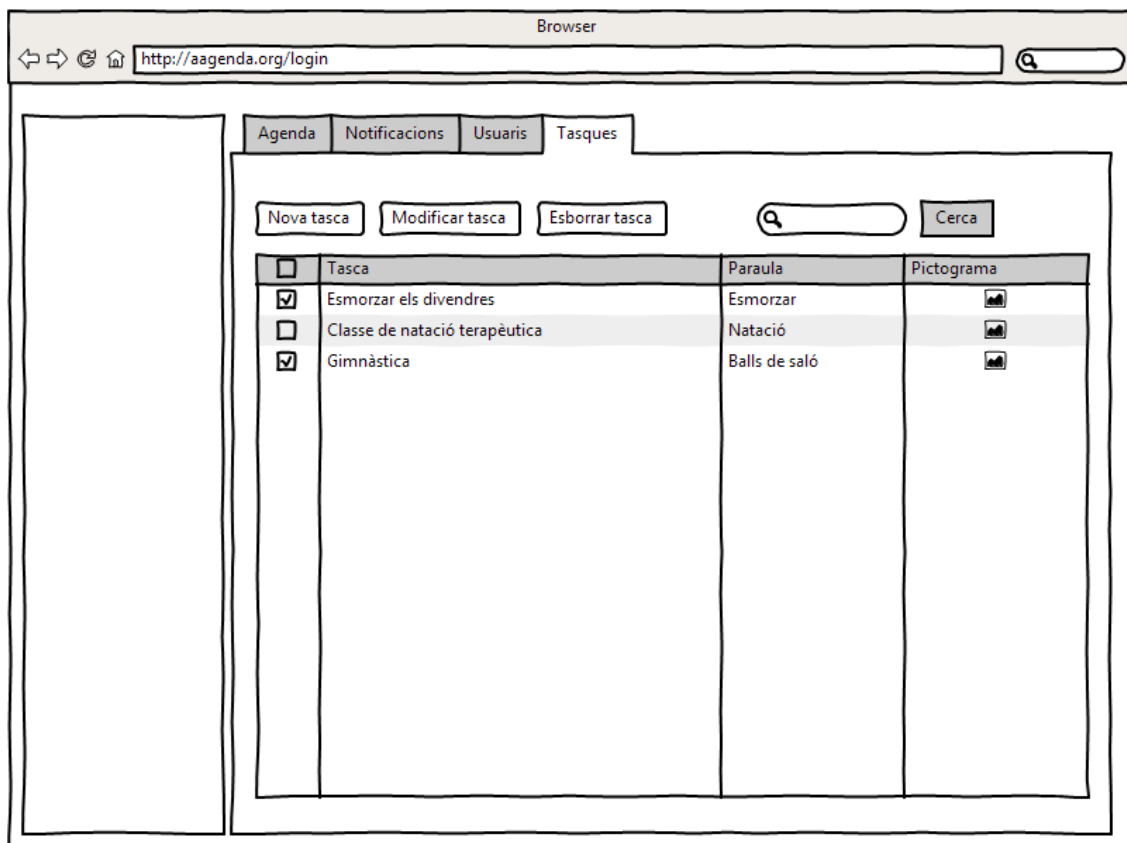 Browser
http://aagenda.org/login
Agenda Notificacions Usuaris Tasques
Nova tasca Modificar tasca Esborrar tasca Cerca
Tasca Paraula Pictograma
Esmorzar els divendres Esmorzar
Classe de natació terapèutica Natació
Gimnàstica Balls de saló